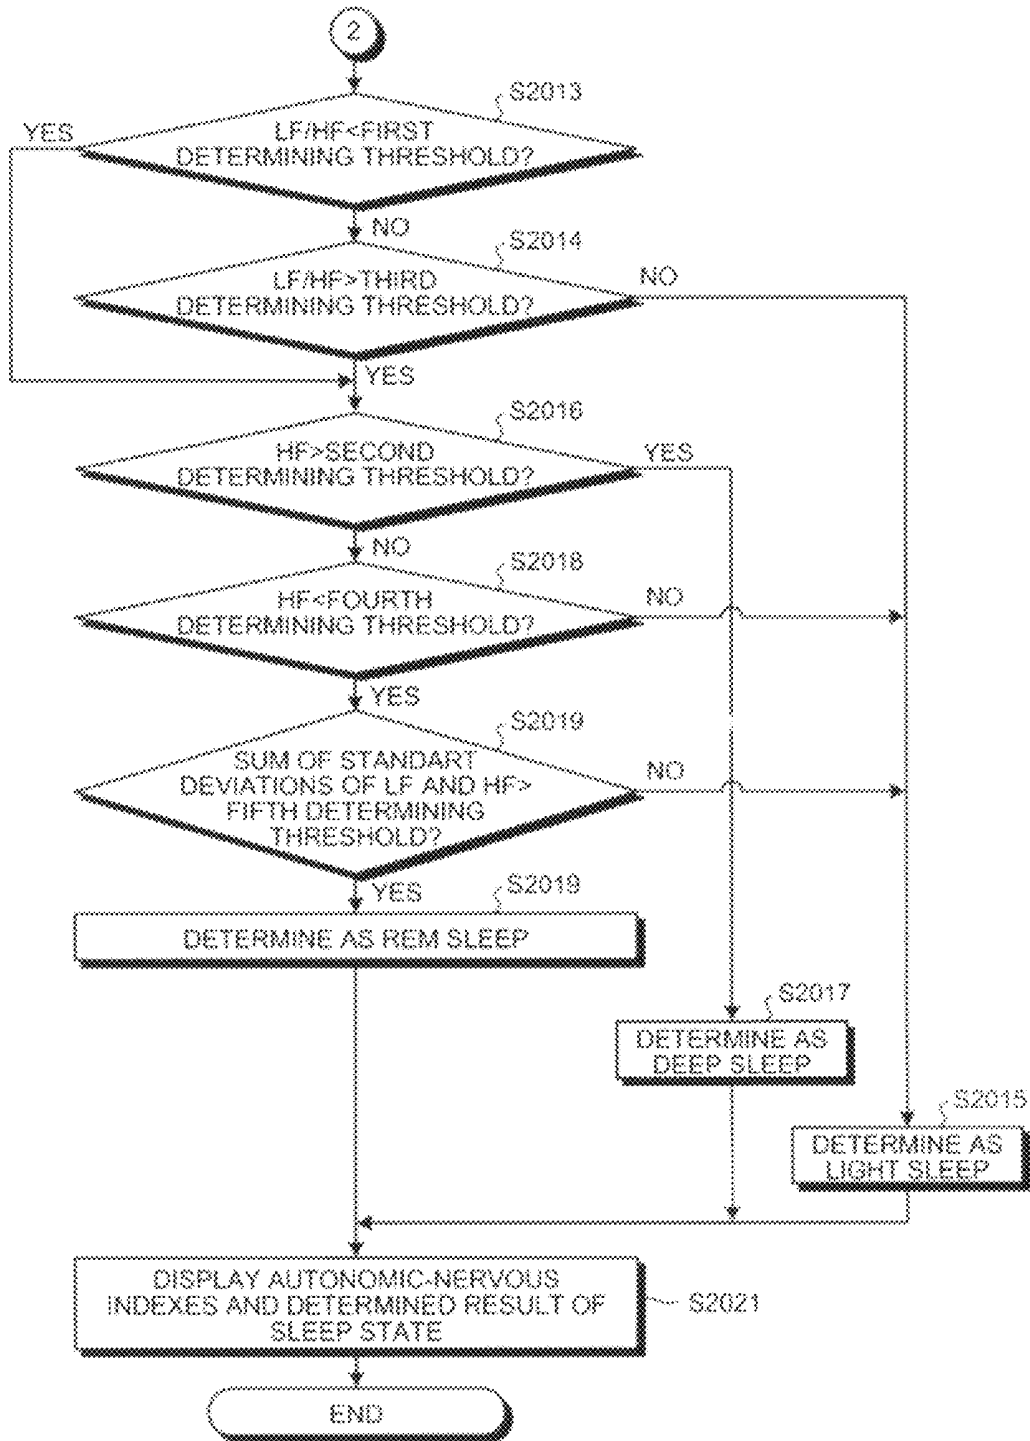 2
S2013
YES
LF/HF<FIRST
DETERMINING THRESHOLD?
NO
S2014
LF/HF>THIRD
DETERMINING THRESHOLD?
NO
YES
S2016
HF>SECOND
DETERMINING THRESHOLD?
YES
NO
S2018
HF<FOURTH
DETERMINING THRESHOLD?
NO
YES
S2019
SUM OF STANDART
DEVIATIONS OF LF AND HF>
FIFTH DETERMINING
THRESHOLD?
NO
YES
S2019
DETERMINE AS REM SLEEP
S2017
DETERMINE AS
DEEP SLEEP
S2015
DETERMINE AS
LIGHT SLEEP
DISPLAY AUTONOMIC-NERVOUS
INDEXES AND DETERMINED RESULT OF
SLEEP STATE
S2021
END